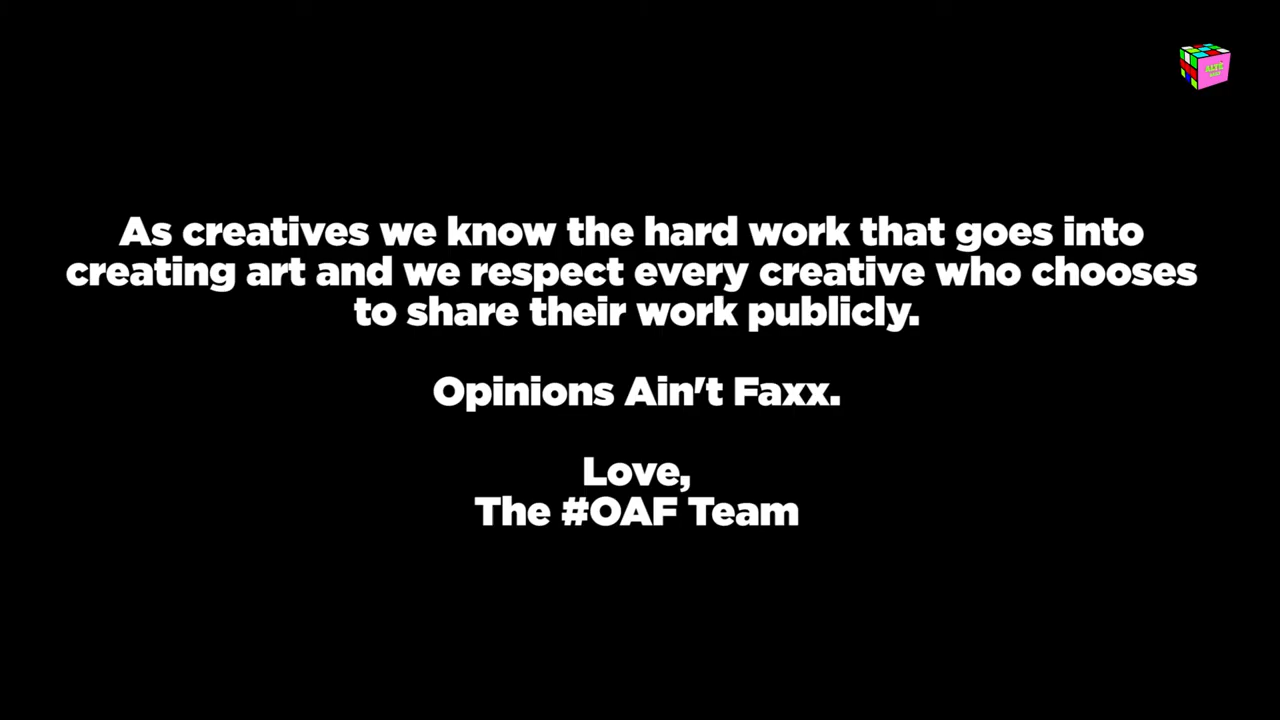 ALTÉ
As creatives we know the hard work that goes into
creating art and we respect every creative who chooses
to share their work publicly.
Opinions Ain't Faxx.
Love,
The #OAF Team